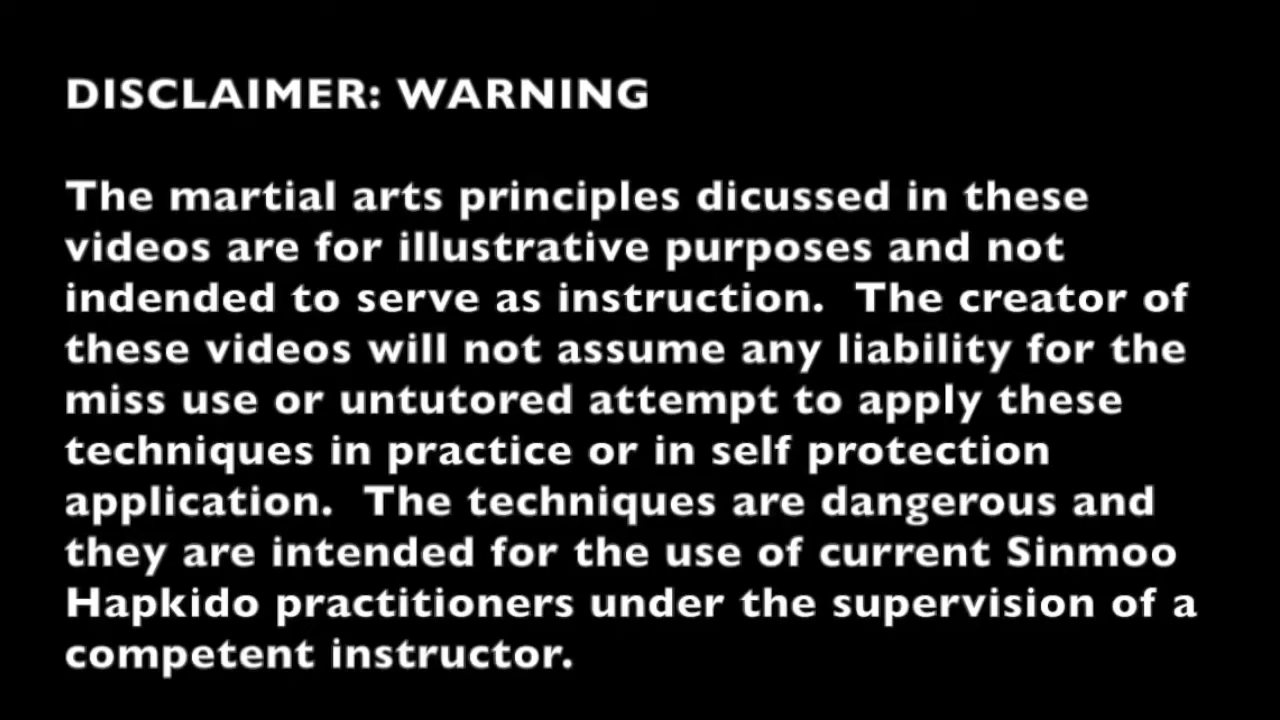 DISCLAIMER: WARNING
The martial arts principles dicussed in these
videos are for illustrative purposes and not
indended to serve as instruction.  The creator of
these videos will not assume any liability for the
miss use or untutored attempt to apply these
techniques in practice or in self protection
application.  The techniques are dangerous and
they are intended for the use of current Sinmoo
Hapkido practitioners under the supervision of a
competent instructor.